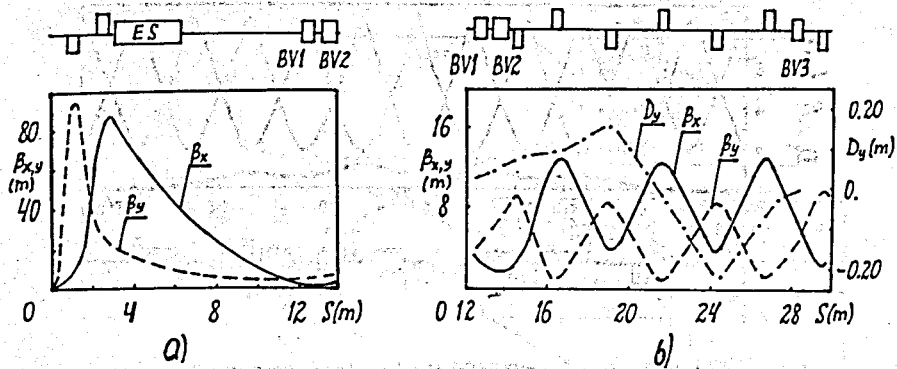 ES
BV1 BV2
80
βx,y
(m)
40
βx
βy
0 4 8 12 S(m)
a)
BV1 BV2
BV3
16
βx,y
(m)
8
Dy
βx
βy
0.20
Dy(m)
0.
-0.20
0 12 16 20 24 28 S(m)
b)